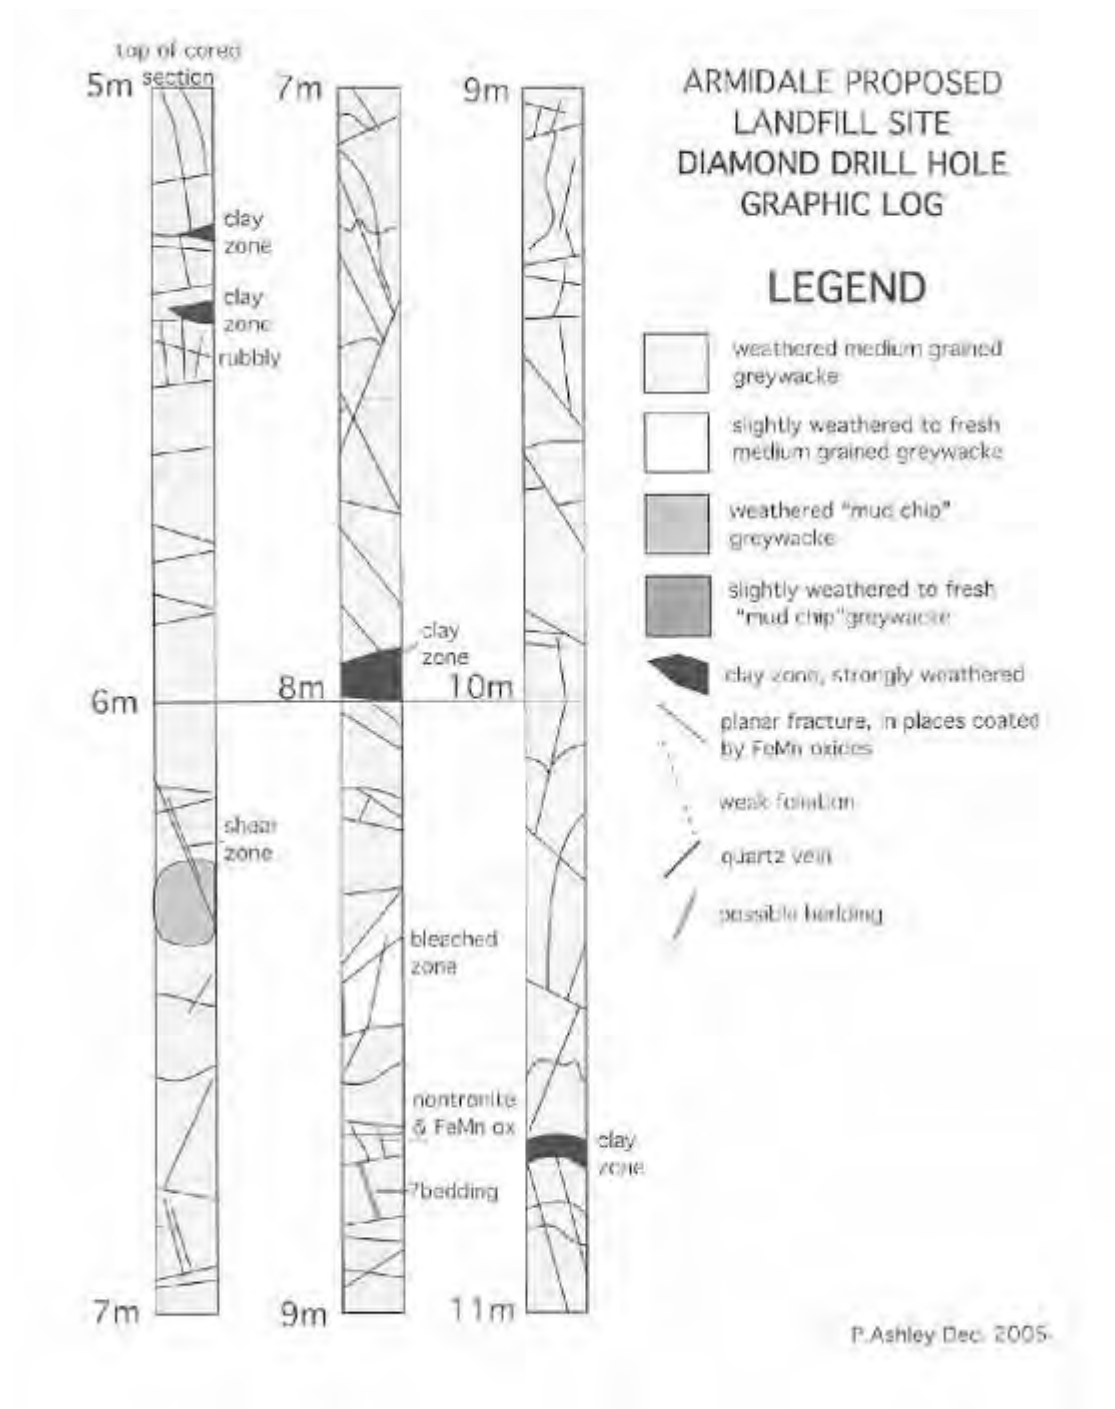 top of cored
section
5m
7m
9m
ARMIDALE PROPOSED
LANDFILL SITE
DIAMOND DRILL HOLE
GRAPHIC LOG
clay
zone
clay
zone
rubbly
LEGEND
weathered medium grained
greywacke
slightly weathered to fresh
medium grained greywacke
weathered "mud chip"
greywacke
slightly weathered to fresh
"mud chip"greywacke
clay zone, strongly weathered
planar fracture, in places coated
by FeMn oxides
weak foliation
quartz vein
possible bedding
clay
zone
6m
8m
10m
shear
zone
bleached
zone
nontronite
& FeMn ox
?bedding
clay
zone
7m
9m
11m
P.Ashley Dec. 2005